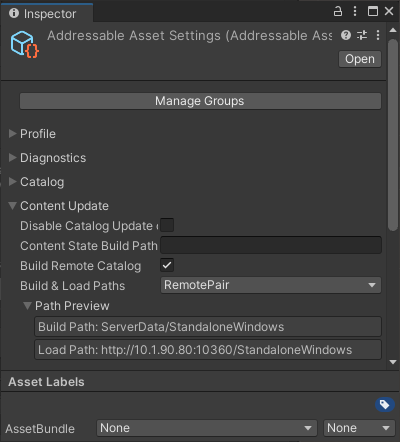 Inspector
Addressable Asset Settings (Addressable Ass
Open
Manage Groups
Profile
Diagnostics
Catalog
Content Update
Disable Catalog Update
Content State Build Path
Build Remote Catalog
Build & Load Paths RemotePair
Path Preview
Build Path: ServerData/StandaloneWindows
Load Path: http://10.1.90.80:10360/StandaloneWindows
Asset Labels
AssetBundle None None